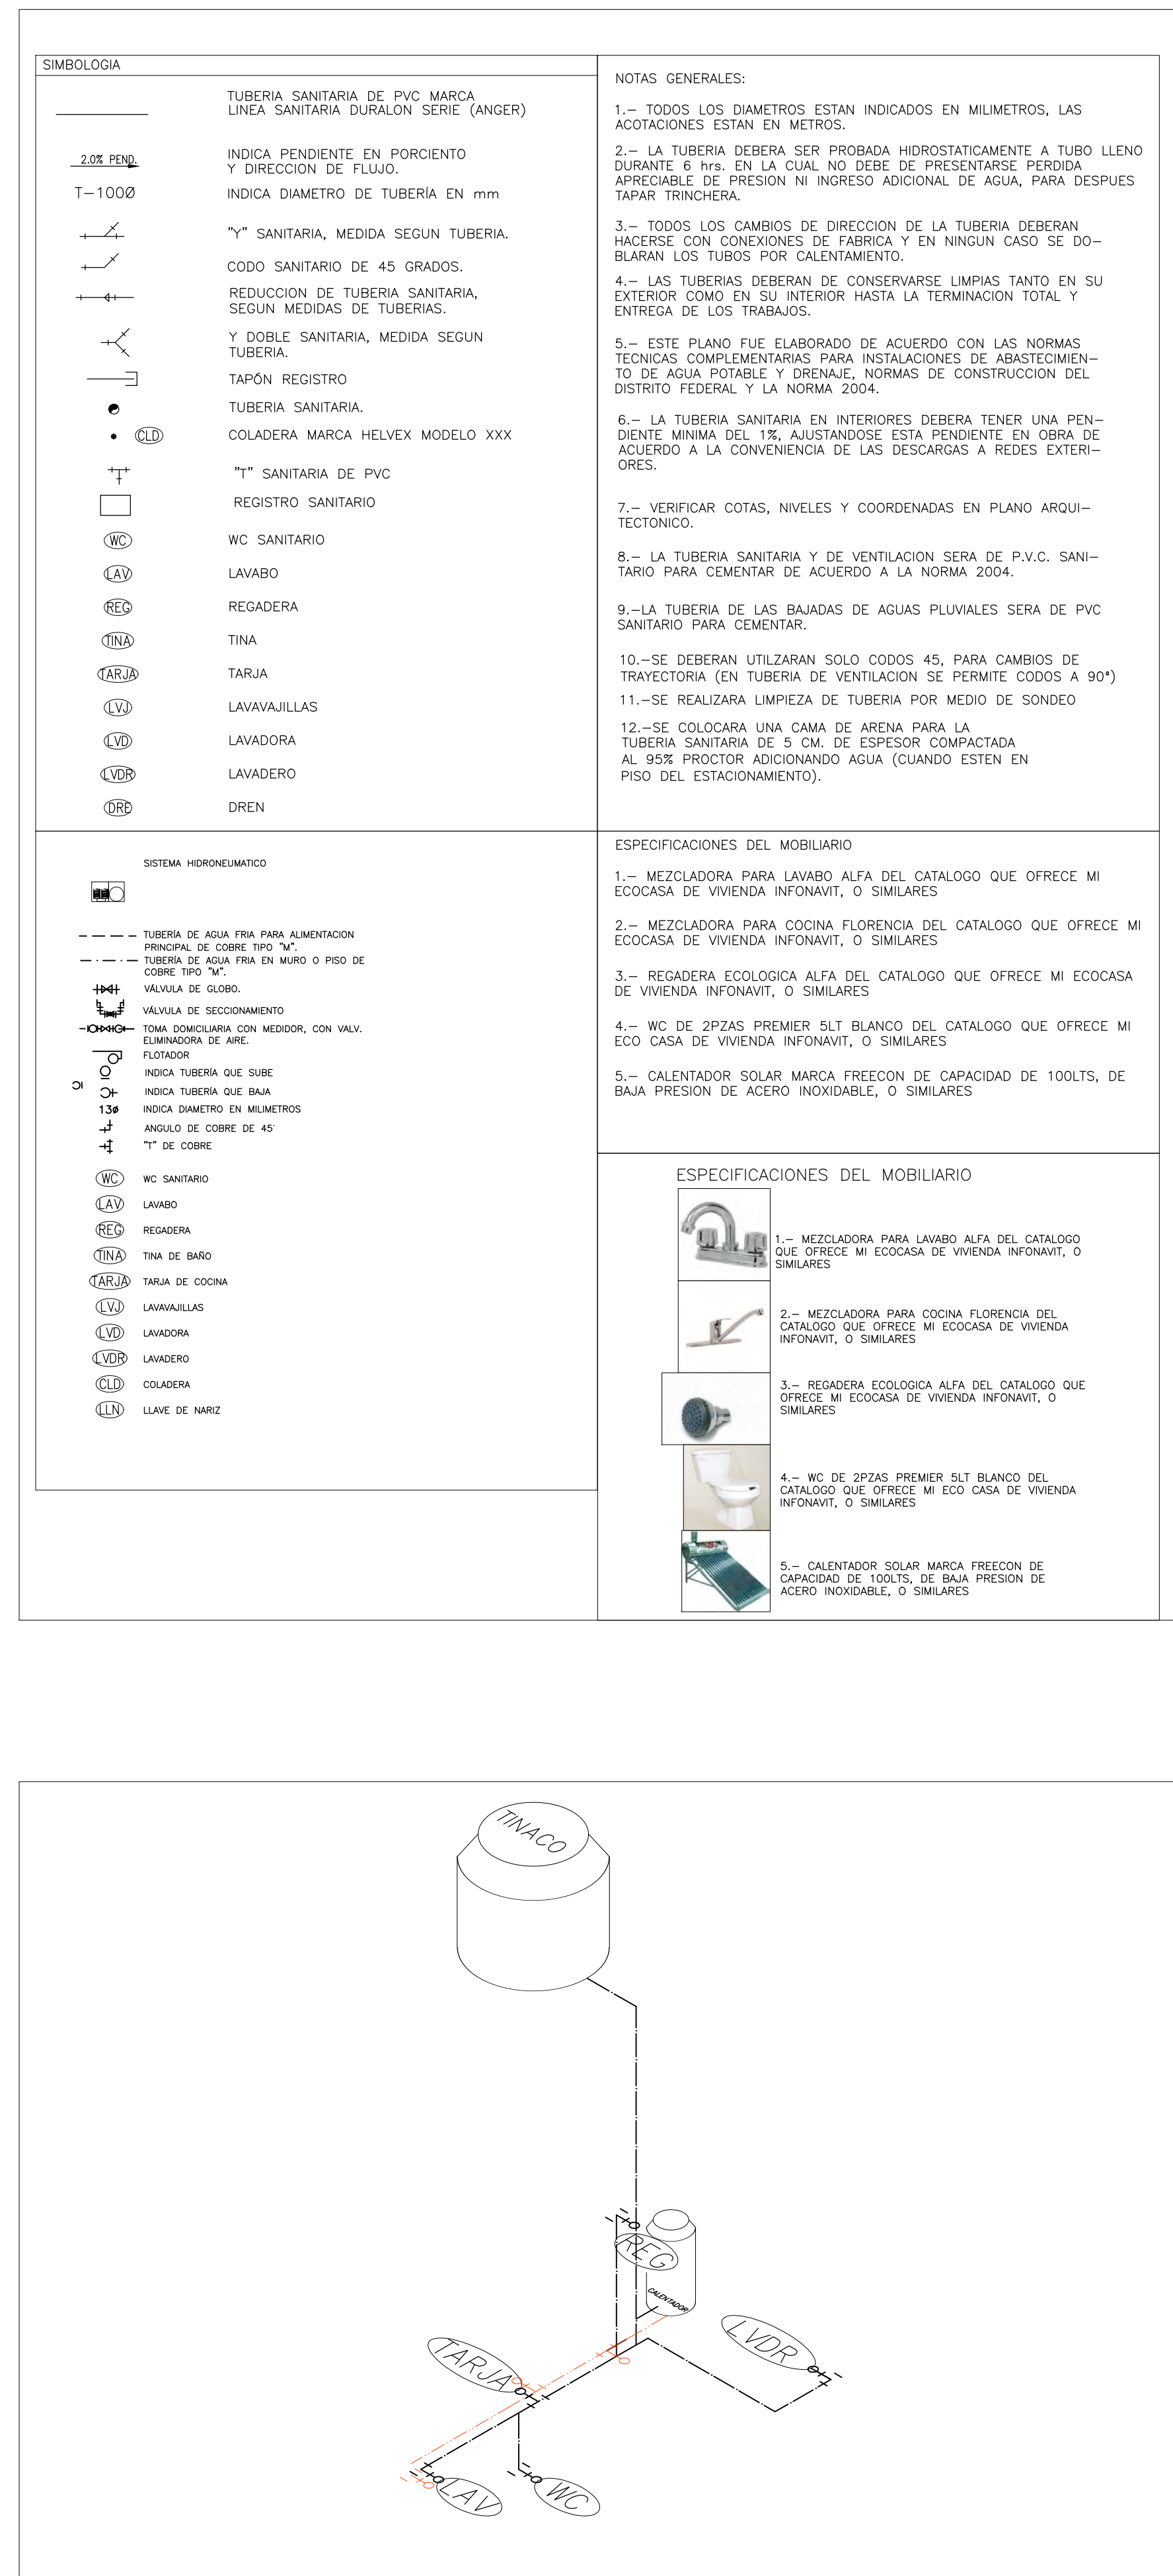 SIMBOLOGIA
TUBERIA SANITARIA DE PVC MARCA
LINEA SANITARIA DURALON SERIE (ANGER)
2.0% PEND.
INDICA PENDIENTE EN PORCIENTO
Y DIRECCION DE FLUJO.
T-100Ø
INDICA DIAMETRO DE TUBERÍA EN mm
"Y" SANITARIA, MEDIDA SEGUN TUBERIA.
CODO SANITARIO DE 45 GRADOS.
REDUCCION DE TUBERIA SANITARIA,
SEGUN MEDIDAS DE TUBERIAS.
Y DOBLE SANITARIA, MEDIDA SEGUN
TUBERIA.
TAPÓN REGISTRO
TUBERIA SANITARIA.
CLD
COLADERA MARCA HELVEX MODELO XXX
"T" SANITARIA DE PVC
REGISTRO SANITARIO
WC
WC SANITARIO
LAV
LAVABO
REG
REGADERA
TINA
TINA
TARJA
TARJA
LVJ
LAVAVAJILLAS
LVD
LAVADORA
LVDR
LAVADERO
DRE
DREN
NOTAS GENERALES:
1.- TODOS LOS DIAMETROS ESTAN INDICADOS EN MILIMETROS, LAS
ACOTACIONES ESTAN EN METROS.
2.- LA TUBERIA DEBERA SER PROBADA HIDROSTATICAMENTE A TUBO LLENO
DURANTE 6 hrs. EN LA CUAL NO DEBE DE PRESENTARSE PERDIDA
APRECIABLE DE PRESION NI INGRESO ADICIONAL DE AGUA, PARA DESPUES
TAPAR TRINCHERA.
3.- TODOS LOS CAMBIOS DE DIRECCION DE LA TUBERIA DEBERAN
HACERSE CON CONEXIONES DE FABRICA Y EN NINGUN CASO SE DO-
BLARAN LOS TUBOS POR CALENTAMIENTO.
4.- LAS TUBERIAS DEBERAN DE CONSERVARSE LIMPIAS TANTO EN SU
EXTERIOR COMO EN SU INTERIOR HASTA LA TERMINACION TOTAL Y
ENTREGA DE LOS TRABAJOS.
5.- ESTE PLANO FUE ELABORADO DE ACUERDO CON LAS NORMAS
TECNICAS COMPLEMENTARIAS PARA INSTALACIONES DE ABASTECIMIEN-
TO DE AGUA POTABLE Y DRENAJE, NORMAS DE CONSTRUCCION DEL
DISTRITO FEDERAL Y LA NORMA 2004.
6.- LA TUBERIA SANITARIA EN INTERIORES DEBERA TENER UNA PEN-
DIENTE MINIMA DEL 1%, AJUSTANDOSE ESTA PENDIENTE EN OBRA DE
ACUERDO A LA CONVENIENCIA DE LAS DESCARGAS A REDES EXTERI-
ORES.
7.- VERIFICAR COTAS, NIVELES Y COORDENADAS EN PLANO ARQUI-
TECTONICO.
8.- LA TUBERIA SANITARIA Y DE VENTILACION SERA DE P.V.C. SANI-
TARIO PARA CEMENTAR DE ACUERDO A LA NORMA 2004.
9.-LA TUBERIA DE LAS BAJADAS DE AGUAS PLUVIALES SERA DE PVC
SANITARIO PARA CEMENTAR.
10.-SE DEBERAN UTILZARAN SOLO CODOS 45, PARA CAMBIOS DE
TRAYECTORIA (EN TUBERIA DE VENTILACION SE PERMITE CODOS A 90°)
11.-SE REALIZARA LIMPIEZA DE TUBERIA POR MEDIO DE SONDEO
12.-SE COLOCARA UNA CAMA DE ARENA PARA LA
TUBERIA SANITARIA DE 5 CM. DE ESPESOR COMPACTADA
AL 95% PROCTOR ADICIONANDO AGUA (CUANDO ESTEN EN
PISO DEL ESTACIONAMIENTO).
SISTEMA HIDRONEUMATICO
TUBERÍA DE AGUA FRIA PARA ALIMENTACION
PRINCIPAL DE COBRE TIPO "M".
TUBERÍA DE AGUA FRIA EN MURO O PISO DE
COBRE TIPO "M".
VÁLVULA DE GLOBO.
VÁLVULA DE SECCIONAMIENTO
TOMA DOMICILIARIA CON MEDIDOR, CON VALV.
ELIMINADORA DE AIRE.
FLOTADOR
INDICA TUBERÍA QUE SUBE
INDICA TUBERÍA QUE BAJA
13ø
INDICA DIAMETRO EN MILIMETROS
ANGULO DE COBRE DE 45°
"T" DE COBRE
WC
WC SANITARIO
LAV
LAVABO
REG
REGADERA
TINA
TINA DE BAÑO
TARJA
TARJA DE COCINA
LVJ
LAVAVAJILLAS
LVD
LAVADORA
LVDR
LAVADERO
CLD
COLADERA
LLN
LLAVE DE NARIZ
ESPECIFICACIONES DEL MOBILIARIO
1.- MEZCLADORA PARA LAVABO ALFA DEL CATALOGO QUE OFRECE MI
ECOCASA DE VIVIENDA INFONAVIT, O SIMILARES
2.- MEZCLADORA PARA COCINA FLORENCIA DEL CATALOGO QUE OFRECE MI
ECOCASA DE VIVIENDA INFONAVIT, O SIMILARES
3.- REGADERA ECOLOGICA ALFA DEL CATALOGO QUE OFRECE MI ECOCASA
DE VIVIENDA INFONAVIT, O SIMILARES
4.- WC DE 2PZAS PREMIER 5LT BLANCO DEL CATALOGO QUE OFRECE MI
ECO CASA DE VIVIENDA INFONAVIT, O SIMILARES
5.- CALENTADOR SOLAR MARCA FREECON DE CAPACIDAD DE 100LTS, DE
BAJA PRESION DE ACERO INOXIDABLE, O SIMILARES
ESPECIFICACIONES DEL MOBILIARIO
1.- MEZCLADORA PARA LAVABO ALFA DEL CATALOGO
QUE OFRECE MI ECOCASA DE VIVIENDA INFONAVIT, O
SIMILARES
2.- MEZCLADORA PARA COCINA FLORENCIA DEL
CATALOGO QUE OFRECE MI ECOCASA DE VIVIENDA
INFONAVIT, O SIMILARES
3.- REGADERA ECOLOGICA ALFA DEL CATALOGO QUE
OFRECE MI ECOCASA DE VIVIENDA INFONAVIT, O
SIMILARES
4.- WC DE 2PZAS PREMIER 5LT BLANCO DEL
CATALOGO QUE OFRECE MI ECO CASA DE VIVIENDA
INFONAVIT, O SIMILARES
5.- CALENTADOR SOLAR MARCA FREECON DE
CAPACIDAD DE 100LTS, DE BAJA PRESION DE
ACERO INOXIDABLE, O SIMILARES
TINACO
REG
CALENTADOR
LVDR
TARJA
LAV
WC